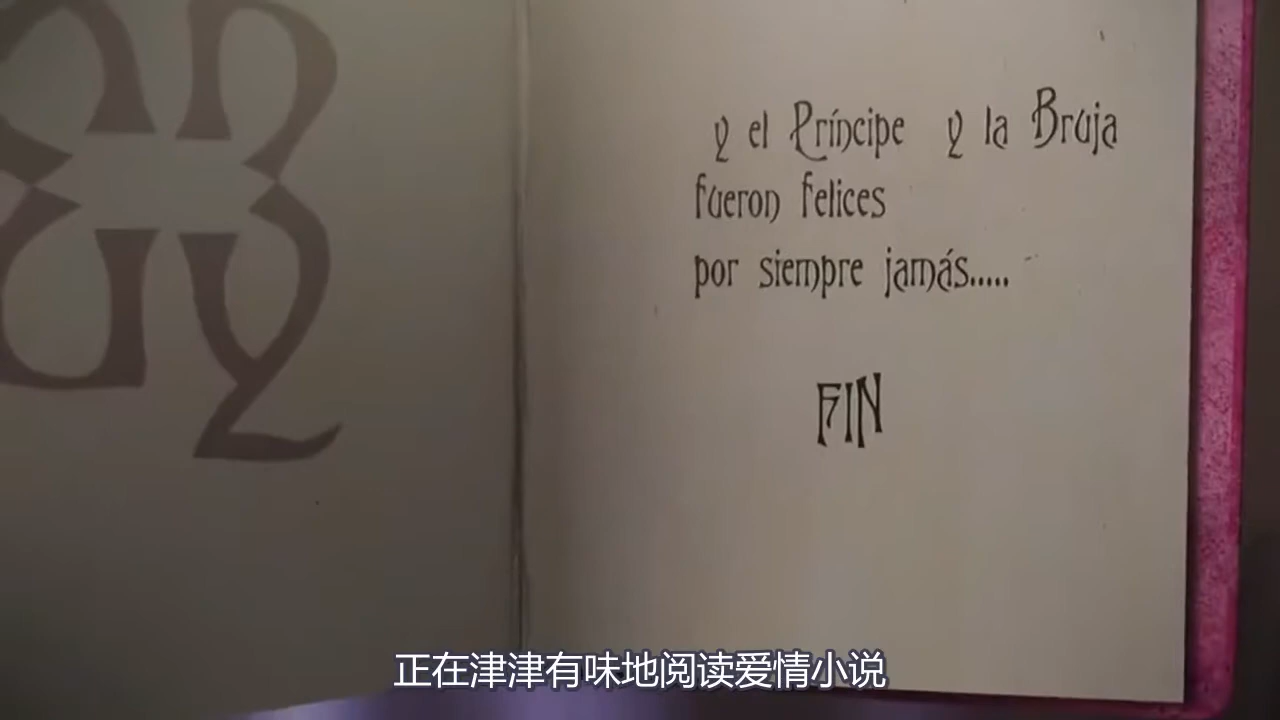 y el Príncipe y la Bruja
fueron felices
por siempre jamás.....
FIN
正在津津有味地阅读爱情小说